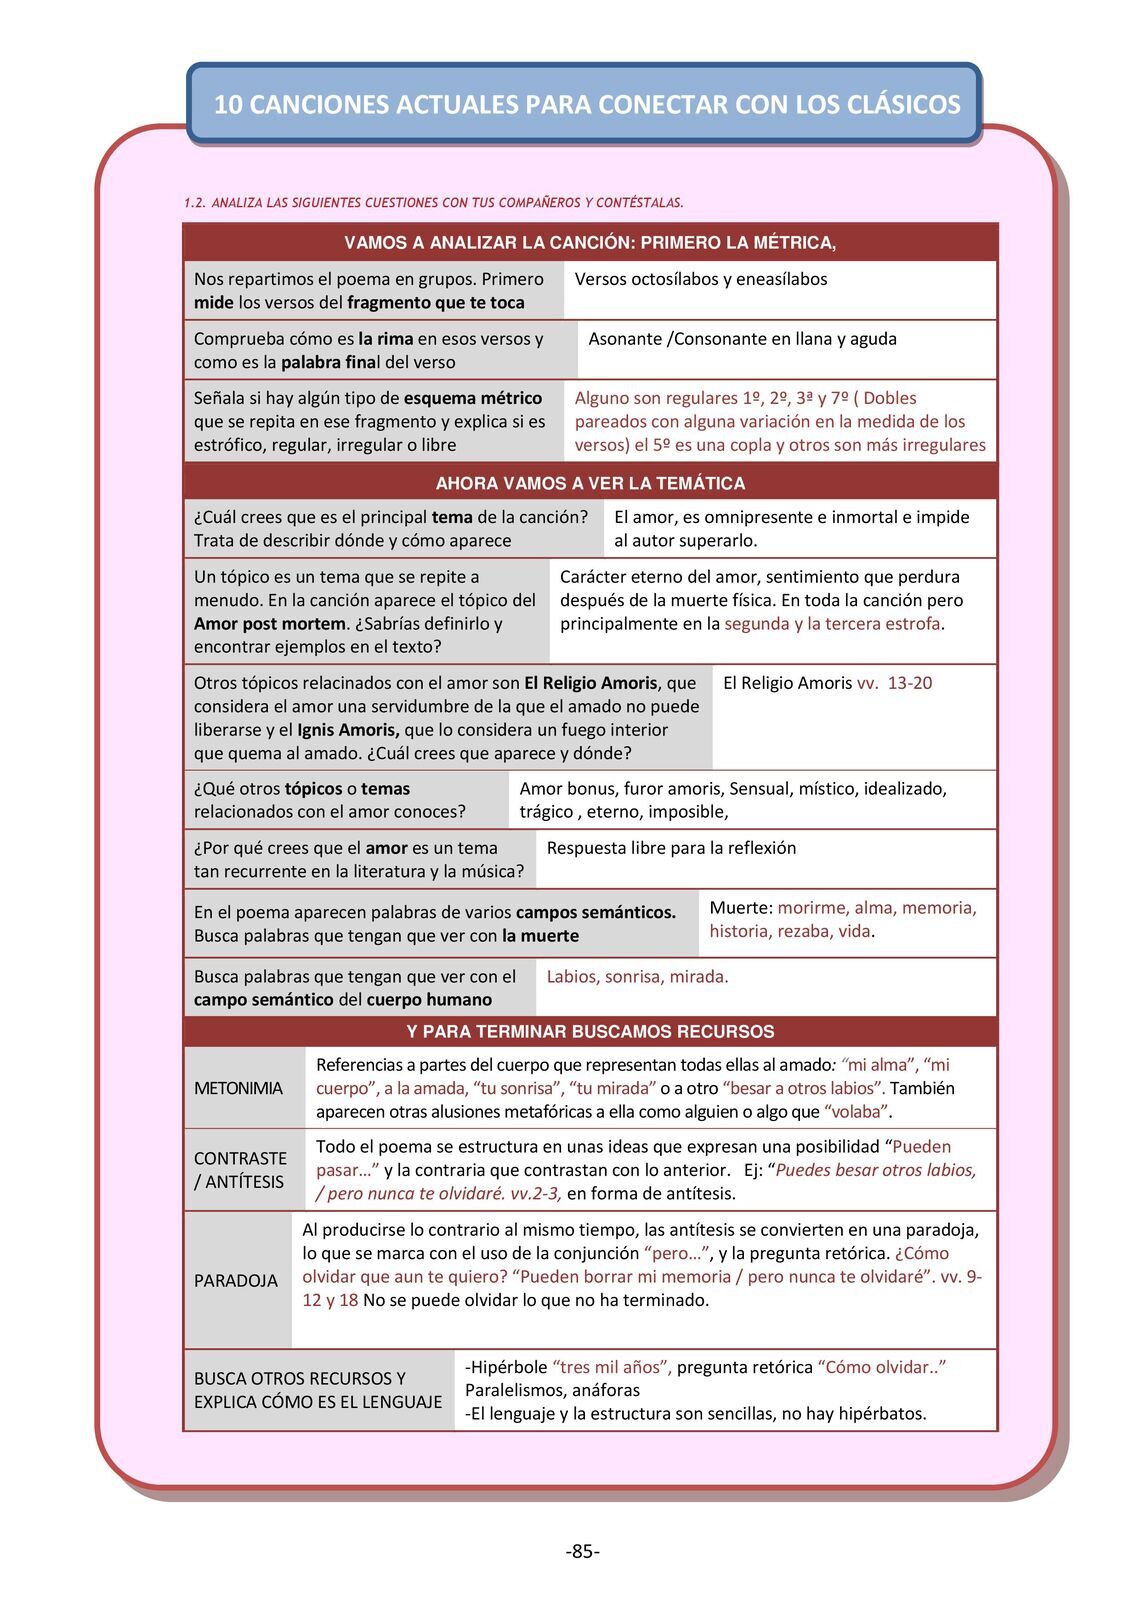 10 CANCIONES ACTUALES PARA CONECTAR CON LOS CLÁSICOS
1.2. ANALIZA LAS SIGUIENTES CUESTIONES CON TUS COMPAÑEROS Y CONTÉSTALAS.
VAMOS A ANALIZAR LA CANCIÓN: PRIMERO LA MÉTRICA,
Nos repartimos el poema en grupos. Primero
mide los versos del fragmento que te toca
Versos octosílabos y eneasílabos
Comprueba cómo es la rima en esos versos y
como es la palabra final del verso
Asonante /Consonante en llana y aguda
Señala si hay algún tipo de esquema métrico
que se repita en ese fragmento y explica si es
estrófico, regular, irregular o libre
Alguno son regulares 1º, 2º, 3ª y 7º ( Dobles
pareados con alguna variación en la medida de los
versos) el 5º es una copla y otros son más irregulares
AHORA VAMOS A VER LA TEMÁTICA
¿Cuál crees que es el principal tema de la canción?
Trata de describir dónde y cómo aparece
El amor, es omnipresente e inmortal e impide
al autor superarlo.
Un tópico es un tema que se repite a
menudo. En la canción aparece el tópico del
Amor post mortem. ¿Sabrías definirlo y
encontrar ejemplos en el texto?
Carácter eterno del amor, sentimiento que perdura
después de la muerte física. En toda la canción pero
principalmente en la segunda y la tercera estrofa.
Otros tópicos relacinados con el amor son El Religio Amoris, que
considera el amor una servidumbre de la que el amado no puede
liberarse y el Ignis Amoris, que lo considera un fuego interior
que quema al amado. ¿Cuál crees que aparece y dónde?
El Religio Amoris vv. 13-20
¿Qué otros tópicos o temas
relacionados con el amor conoces?
Amor bonus, furor amoris, Sensual, místico, idealizado,
trágico , eterno, imposible,
¿Por qué crees que el amor es un tema
tan recurrente en la literatura y la música?
Respuesta libre para la reflexión
En el poema aparecen palabras de varios campos semánticos.
Busca palabras que tengan que ver con la muerte
Muerte: morirme, alma, memoria,
historia, rezaba, vida.
Busca palabras que tengan que ver con el
campo semántico del cuerpo humano
Labios, sonrisa, mirada.
Y PARA TERMINAR BUSCAMOS RECURSOS
METONIMIA
Referencias a partes del cuerpo que representan todas ellas al amado: “mi alma”, “mi
cuerpo”, a la amada, “tu sonrisa”, “tu mirada” o a otro “besar a otros labios”. También
aparecen otras alusiones metafóricas a ella como alguien o algo que “volaba”.
CONTRASTE
/ ANTÍTESIS
Todo el poema se estructura en unas ideas que expresan una posibilidad “Pueden
pasar…” y la contraria que contrastan con lo anterior. Ej: “Puedes besar otros labios,
/ pero nunca te olvidaré. vv.2-3, en forma de antítesis.
PARADOJA
Al producirse lo contrario al mismo tiempo, las antítesis se convierten en una paradoja,
lo que se marca con el uso de la conjunción “pero…”, y la pregunta retórica. ¿Cómo
olvidar que aun te quiero? “Pueden borrar mi memoria / pero nunca te olvidaré”. vv. 9-
12 y 18 No se puede olvidar lo que no ha terminado.
BUSCA OTROS RECURSOS Y
EXPLICA CÓMO ES EL LENGUAJE
-Hipérbole “tres mil años”, pregunta retórica “Cómo olvidar..”
Paralelismos, anáforas
-El lenguaje y la estructura son sencillas, no hay hipérbatos.
-85-